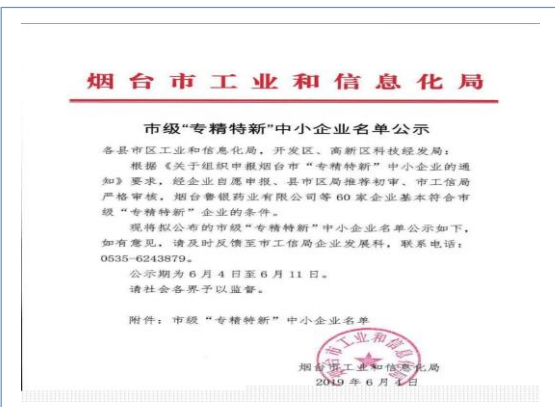 烟台市工业和信息化局
市级“专精特新”中小企业名单公示
各县市区工业和信息化局,开发区、高新区科技经发局:
根据《关于组织申报烟台市“专精特新”中小企业的通
知》要求,经企业自愿申报、县市区局推荐初审、市工信局
严格审核,烟台鲁银药业有限公司等 60 家企业基本符合市
级“专精特新”企业的条件。
现将拟公布的市级“专精特新”中小企业名单公示如下,
如有意见,请及时反馈至市工信局企业发展科,联系电话:
0535-6243879。
公示期为 6 月 4 日至 6 月 11 日。
请社会各界予以监督。
附件:市级“专精特新”中小企业名单
烟台市工业和信息化局
2019 年 6 月 4 日